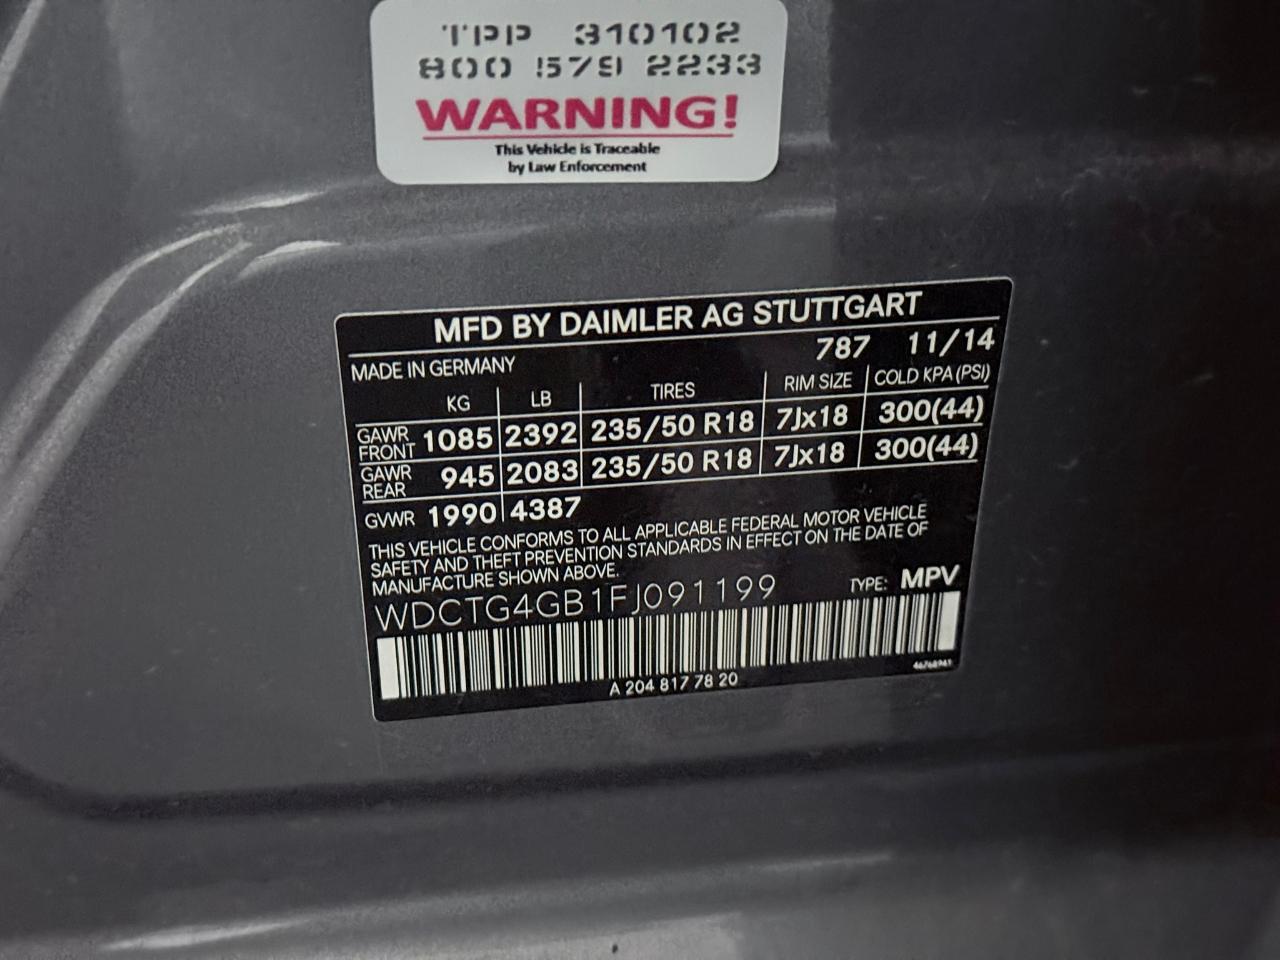 TPP 310102
800 579 2233
WARNING!
This Vehicle is Traceable
by Law Enforcement
MFD BY DAIMLER AG STUTTGART
MADE IN GERMANY 787 11/14
KG LB TIRES RIM SIZE COLD KPA (PSI)
GAWR FRONT 1085 2392 235/50 R18 7Jx18 300(44)
GAWR REAR 945 2083 235/50 R18 7Jx18 300(44)
GVWR 1990 4387
THIS VEHICLE CONFORMS TO ALL APPLICABLE FEDERAL MOTOR VEHICLE
SAFETY AND THEFT PREVENTION STANDARDS IN EFFECT ON THE DATE OF
MANUFACTURE SHOWN ABOVE.
WDCTG4GB1FJ091199 TYPE: MPV
A 204 817 78 20